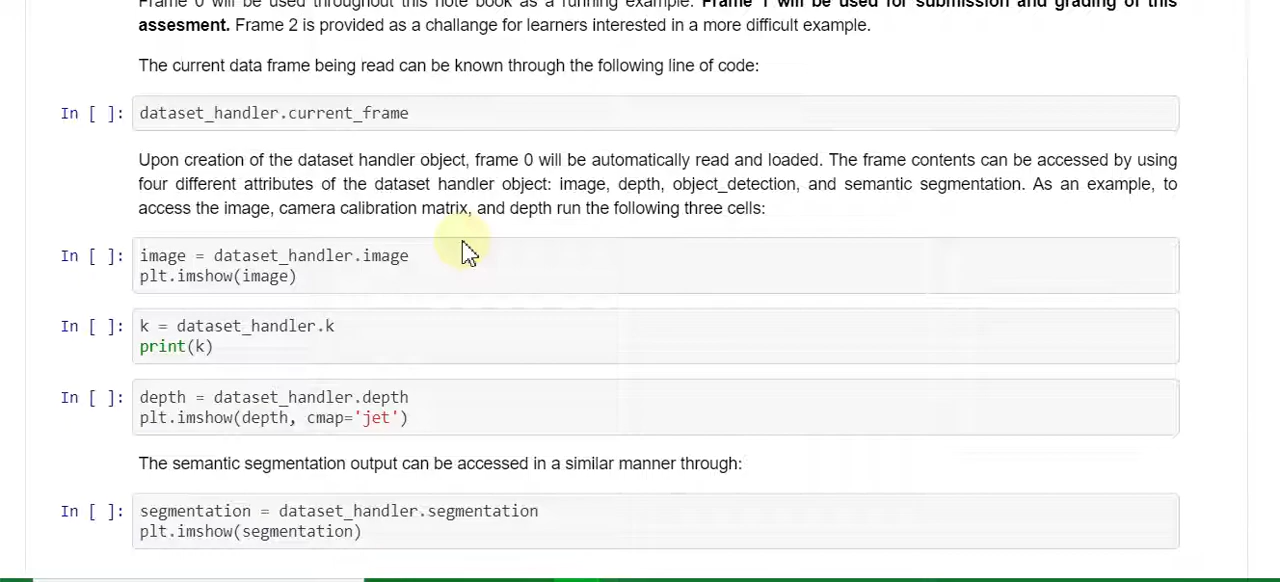 Frame 0 will be used throughout this note book as a running example. Frame 1 will be used for submission and grading of this
assesment. Frame 2 is provided as a challange for learners interested in a more difficult example.
The current data frame being read can be known through the following line of code:
In [ ]: dataset_handler.current_frame
Upon creation of the dataset handler object, frame 0 will be automatically read and loaded. The frame contents can be accessed by using
four different attributes of the dataset handler object: image, depth, object_detection, and semantic segmentation. As an example, to
access the image, camera calibration matrix, and depth run the following three cells:
In [ ]: image = dataset_handler.image
plt.imshow(image)
In [ ]: k = dataset_handler.k
print(k)
In [ ]: depth = dataset_handler.depth
plt.imshow(depth, cmap='jet')
The semantic segmentation output can be accessed in a similar manner through:
In [ ]: segmentation = dataset_handler.segmentation
plt.imshow(segmentation)